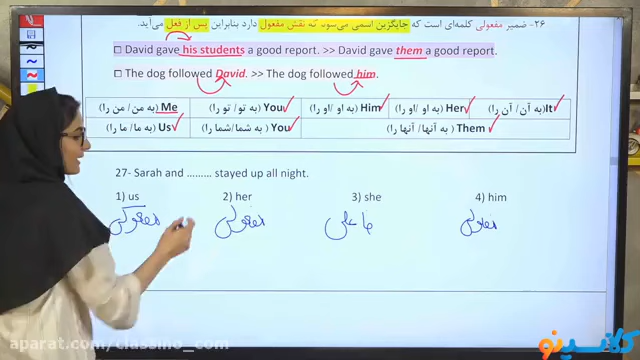 ۲۶- ضمیر مفعولی کلمه‌ای است که جایگزین اسمی می‌شود که نقش مفعول دارد بنابراین پس از فعل می‌آید.
David gave his students a good report. >> David gave them a good report.
The dog followed David. >> The dog followed him.
Me (به من/ من را) You (به تو/ تو را) Him (به او /او را) Her (به او /او را) It (به آن/ آن را)
Us (به ما/ ما را) You (به شما/شما را) Them (به آنها/ آنها را)
27- Sarah and ......... stayed up all night.
1) us 2) her 3) she 4) him
مفعولی مفعولی فاعلی مفعولی
کلاسینو
aparat.com/classino_com